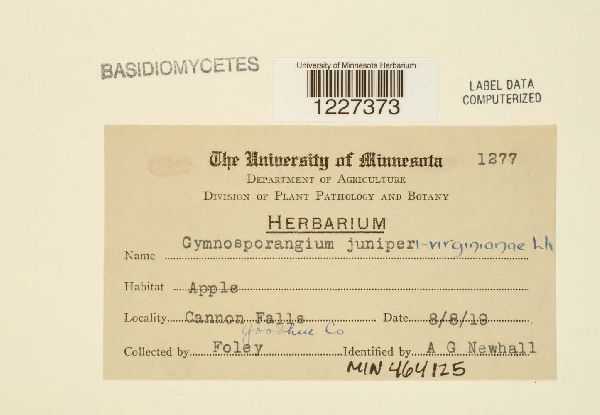 BASIDIOMYCETES
University of Minnesota Herbarium
1227373
LABEL DATA
COMPUTERIZED
The University of Minnesota 1277
DEPARTMENT OF AGRICULTURE
DIVISION OF PLANT PATHOLOGY AND BOTANY
HERBARIUM
Name Gymnosporangium juniperi-virginianae Lk
Habitat Apple
Locality Cannon Falls Date 8/8/19
Goodhue Co
Collected by Foley Identified by A G Newhall
MIN 464125